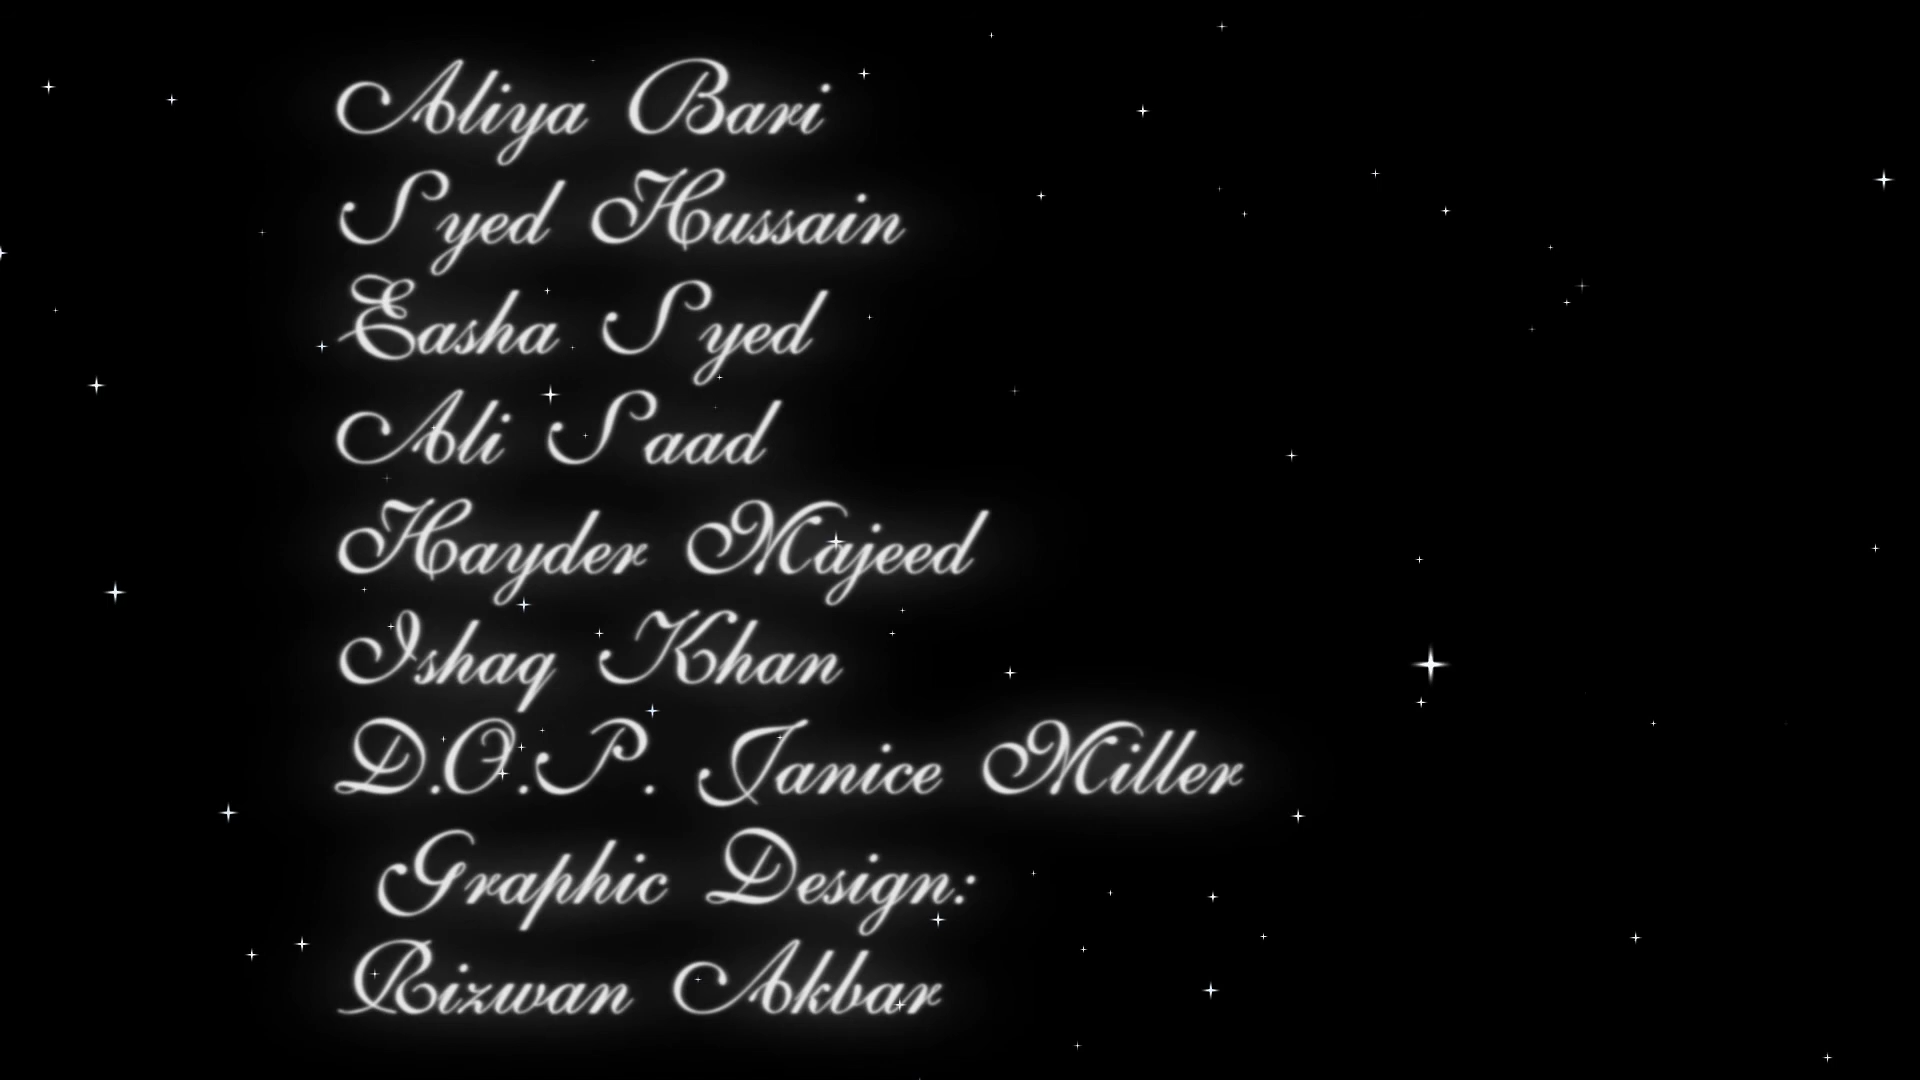 Aliya Bari
Syed Hussain
Easha Syed
Ali Saad
Hayder Majeed
Ishaq Khan
D.O.P. Janice Miller
Graphic Design:
Rizwan Akbar